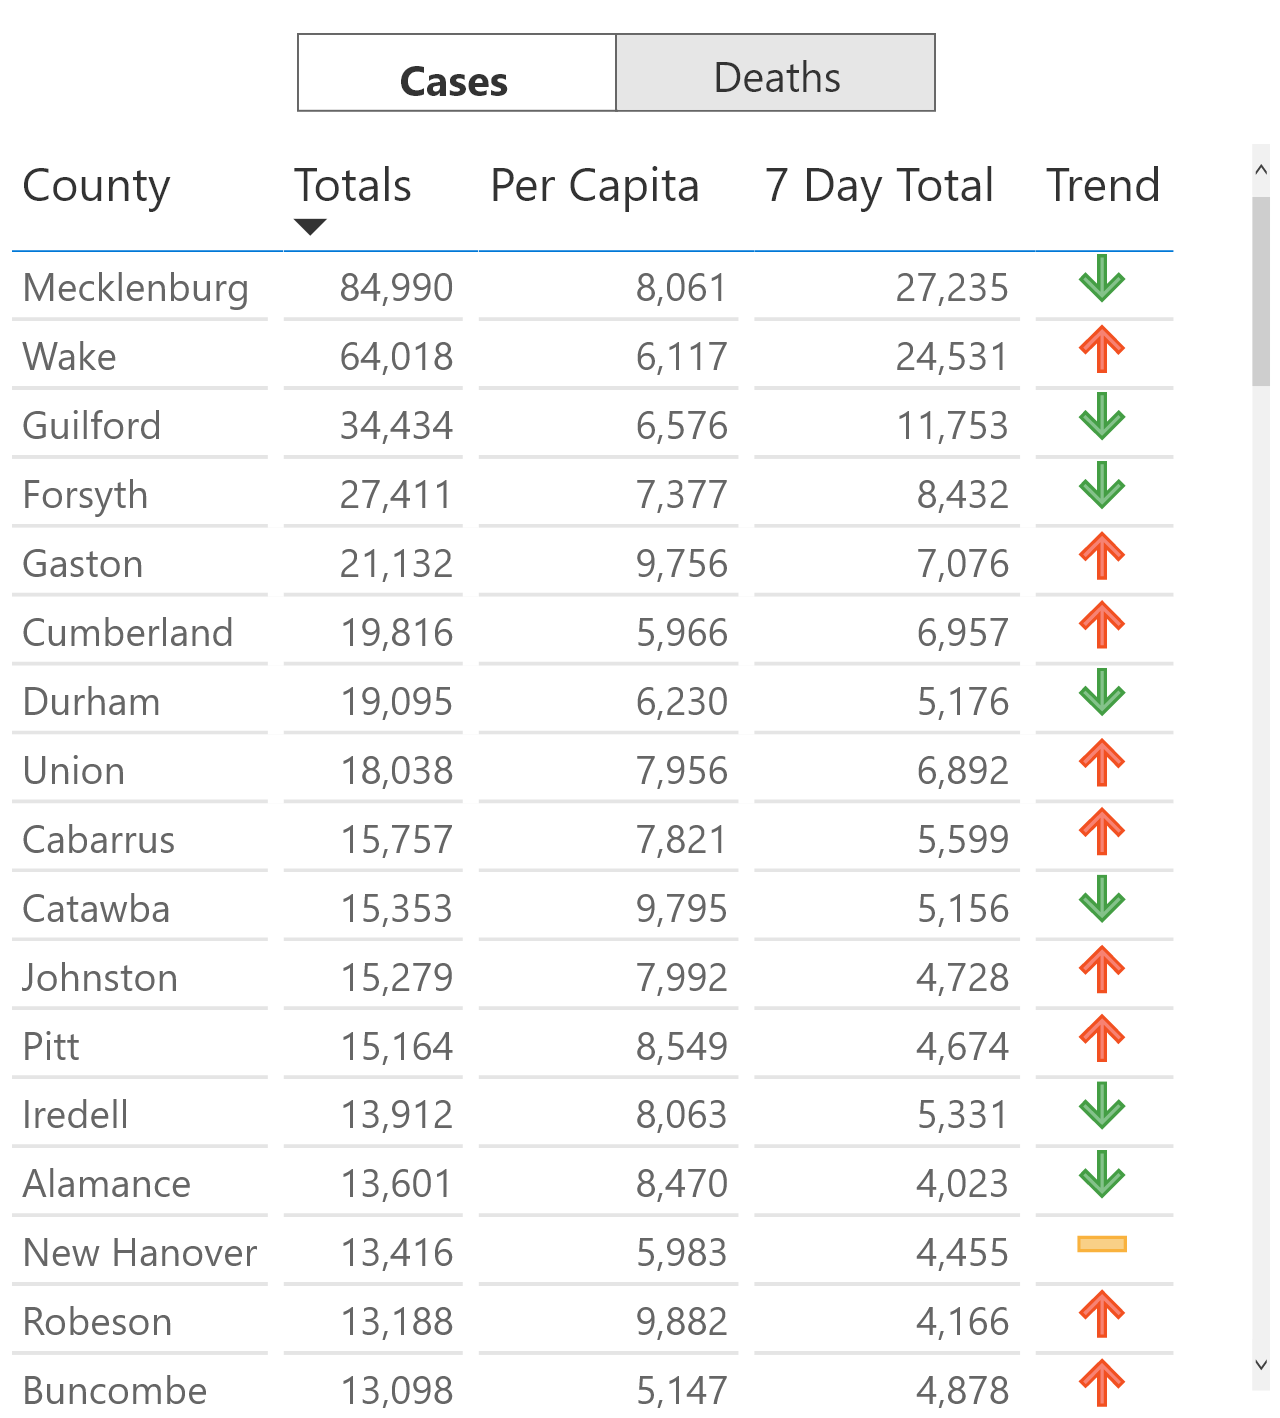 Cases Deaths
County Totals Per Capita 7 Day Total Trend
Mecklenburg 84,990 8,061 27,235
Wake 64,018 6,117 24,531
Guilford 34,434 6,576 11,753
Forsyth 27,411 7,377 8,432
Gaston 21,132 9,756 7,076
Cumberland 19,816 5,966 6,957
Durham 19,095 6,230 5,176
Union 18,038 7,956 6,892
Cabarrus 15,757 7,821 5,599
Catawba 15,353 9,795 5,156
Johnston 15,279 7,992 4,728
Pitt 15,164 8,549 4,674
Iredell 13,912 8,063 5,331
Alamance 13,601 8,470 4,023
New Hanover 13,416 5,983 4,455
Robeson 13,188 9,882 4,166
Buncombe 13,098 5,147 4,878